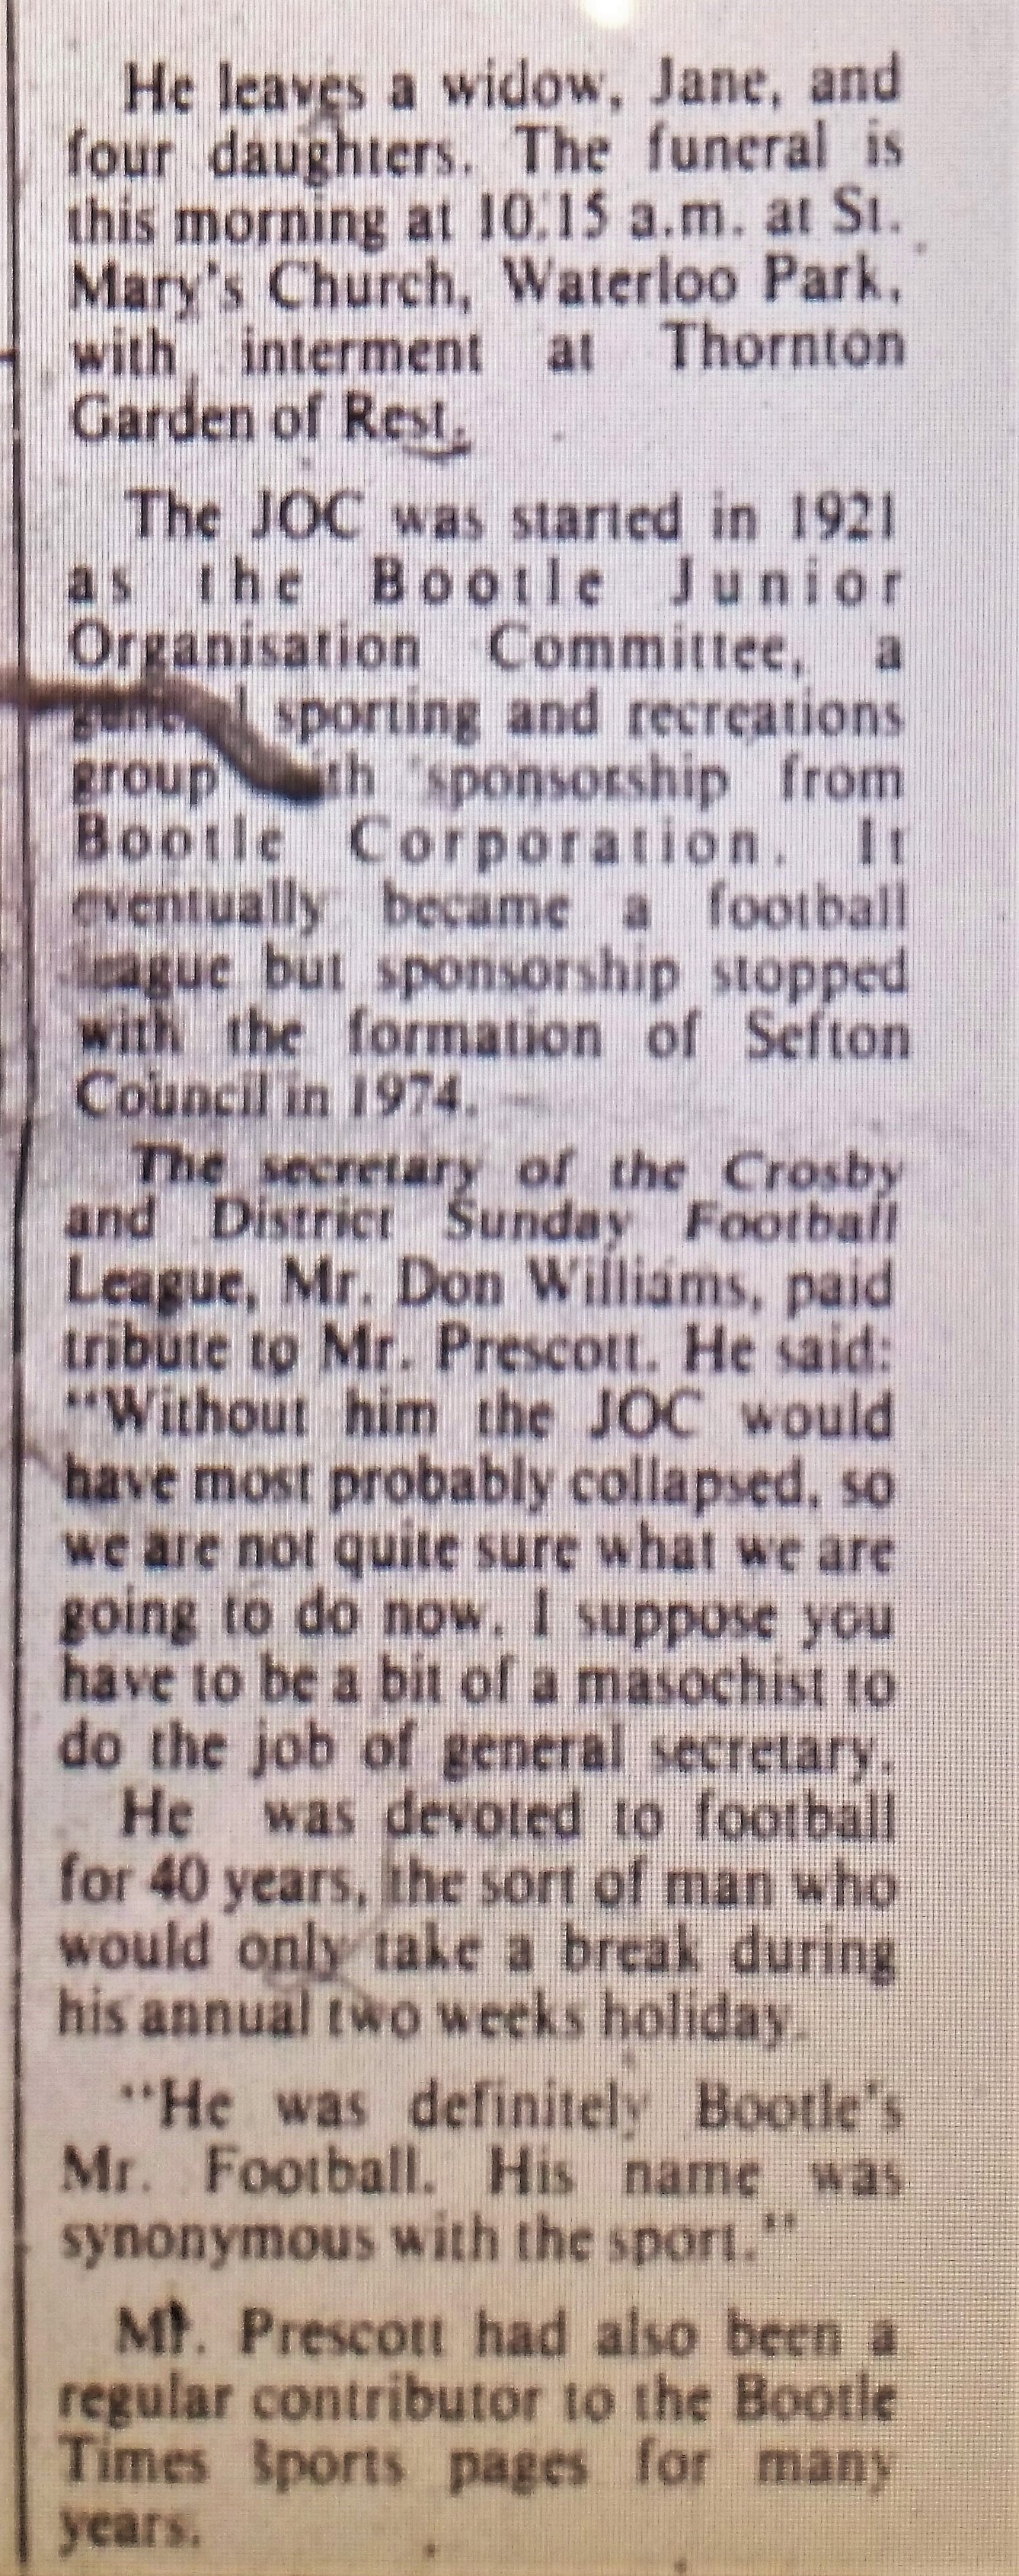 He leaves a widow, Jane, and
four daughters. The funeral is
this morning at 10.15 a.m. at St.
Mary's Church, Waterloo Park,
with interment at Thornton
Garden of Rest.
The JOC was started in 1921
as the Bootle Junior
Organisation Committee, a
general sporting and recreations
group with sponsorship from
Bootle Corporation. It
eventually became a football
league but sponsorship stopped
with the formation of Sefton
Council in 1974.
The secretary of the Crosby
and District Sunday Football
League, Mr. Don Williams, paid
tribute to Mr. Prescott. He said:
"Without him the JOC would
have most probably collapsed, so
we are not quite sure what we are
going to do now. I suppose you
have to be a bit of a masochist to
do the job of general secretary.
He was devoted to football
for 40 years, the sort of man who
would only take a break during
his annual two weeks holiday.
"He was definitely Bootle's
Mr. Football. His name was
synonymous with the sport."
Mr. Prescott had also been a
regular contributor to the Bootle
Times sports pages for many
years.